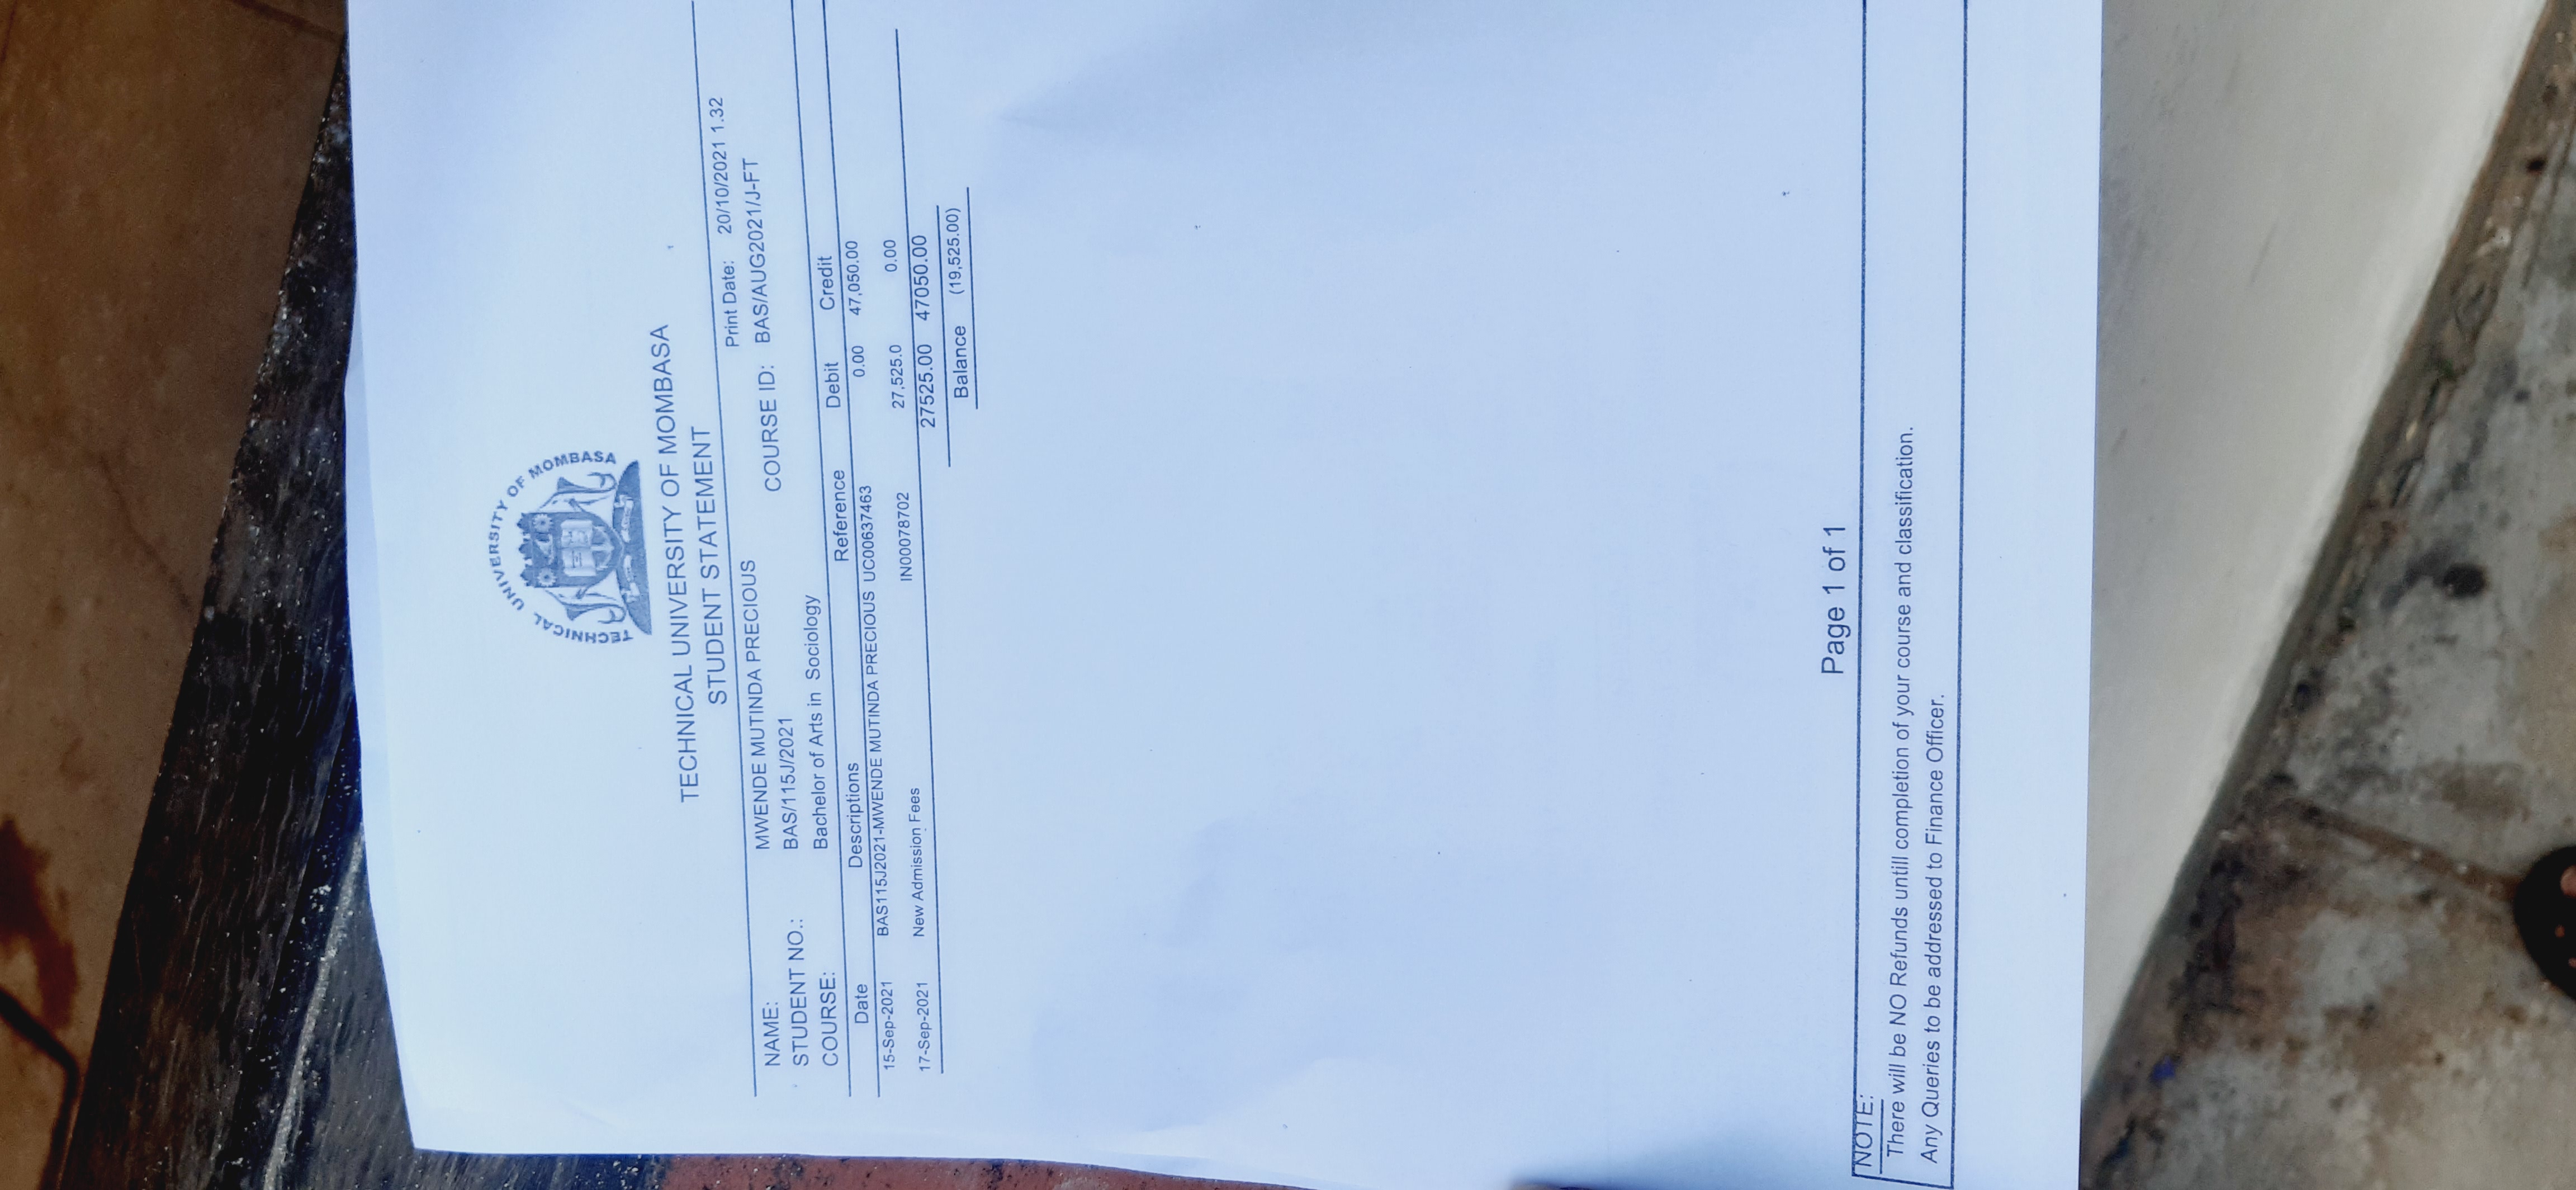 TECHNICAL UNIVERSITY OF MOMBASA
TECHNICAL UNIVERSITY OF MOMBASA
STUDENT STATEMENT
Print Date: 20/10/2021 1.32
NAME: MWENDE MUTINDA PRECIOUS
STUDENT NO.: BAS/115J/2021 COURSE ID: BAS/AUG2021/J-FT
COURSE: Bachelor of Arts in Sociology
Date Descriptions Reference Debit Credit
15-Sep-2021 BAS115J2021-MWENDE MUTINDA PRECIOUS UC00637463 0.00 47,050.00
17-Sep-2021 New Admission Fees IN00078702 27,525.0 0.00
27525.00 47050.00
Balance (19,525.00)
Page 1 of 1
NOTE:
There will be NO Refunds untill completion of your course and classification.
Any Queries to be addressed to Finance Officer.